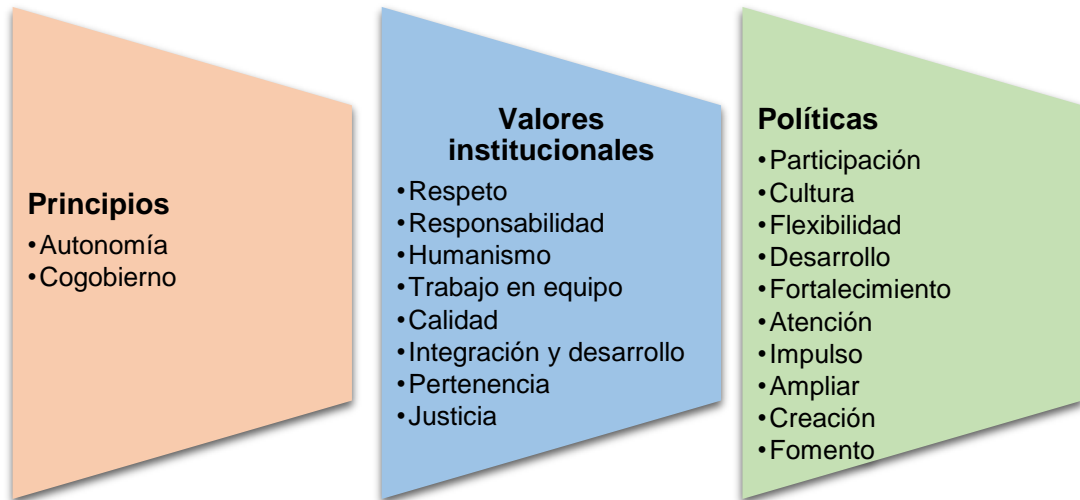 Principios
•Autonomía
•Cogobierno
Valores
institucionales
•Respeto
•Responsabilidad
•Humanismo
•Trabajo en equipo
•Calidad
•Integración y desarrollo
•Pertenencia
•Justicia
Políticas
•Participación
•Cultura
•Flexibilidad
•Desarrollo
•Fortalecimiento
•Atención
•Impulso
•Ampliar
•Creación
•Fomento